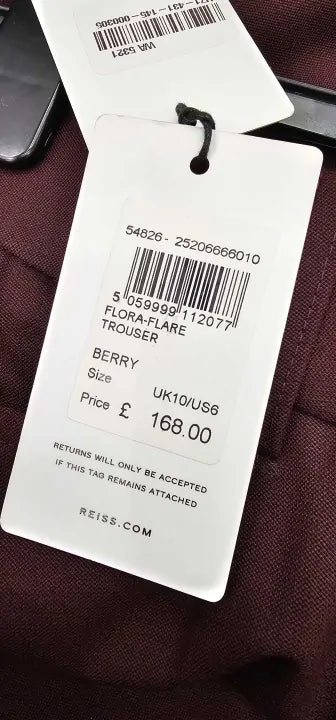 WA 5321
54826 - 25206666010
5 059999 112077
FLORA-FLARE
TROUSER
BERRY
Size UK10/US6
Price £ 168.00
RETURNS WILL ONLY BE ACCEPTED
IF THIS TAG REMAINS ATTACHED
REISS.COM